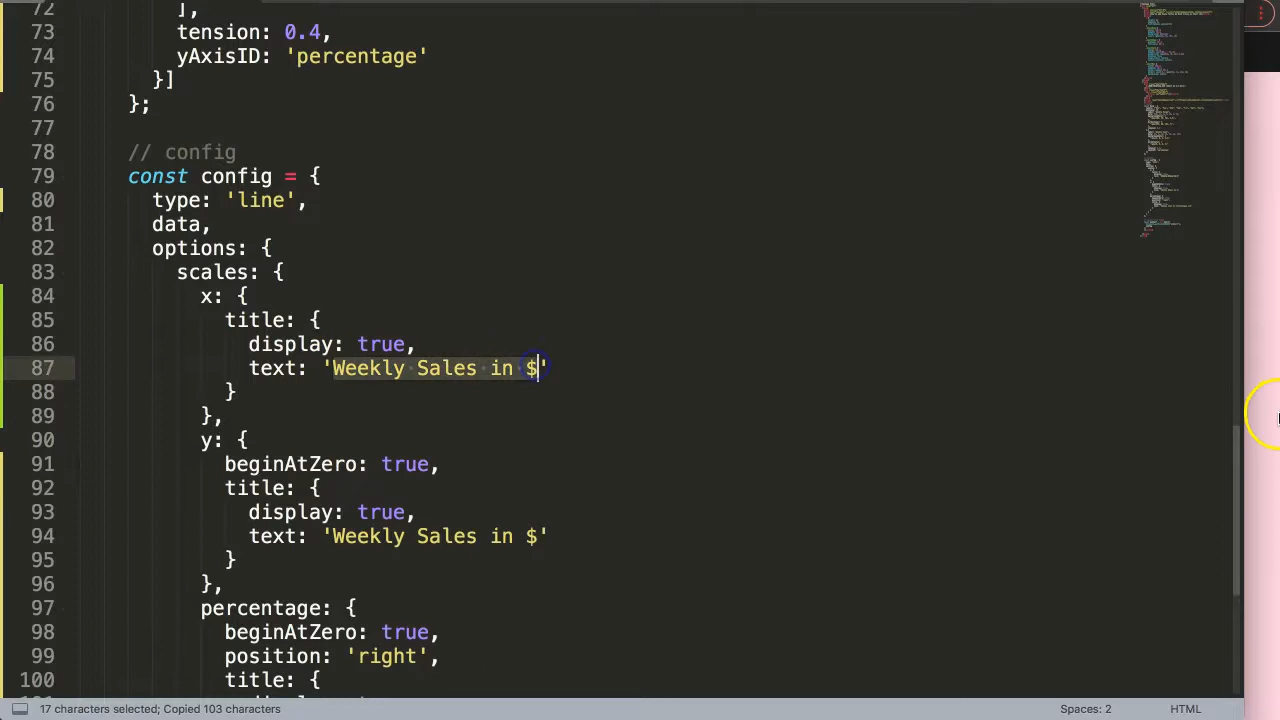 72 ],
73 tension: 0.4,
74 yAxisID: 'percentage'
75 }]
76 };
77
78 // config
79 const config = {
80 type: 'line',
81 data,
82 options: {
83 scales: {
84 x: {
85 title: {
86 display: true,
87 text: 'Weekly Sales in $'
88 }
89 },
90 y: {
91 beginAtZero: true,
92 title: {
93 display: true,
94 text: 'Weekly Sales in $'
95 }
96 },
97 percentage: {
98 beginAtZero: true,
99 position: 'right',
100 title: {
17 characters selected; Copied 103 characters Spaces: 2 HTML